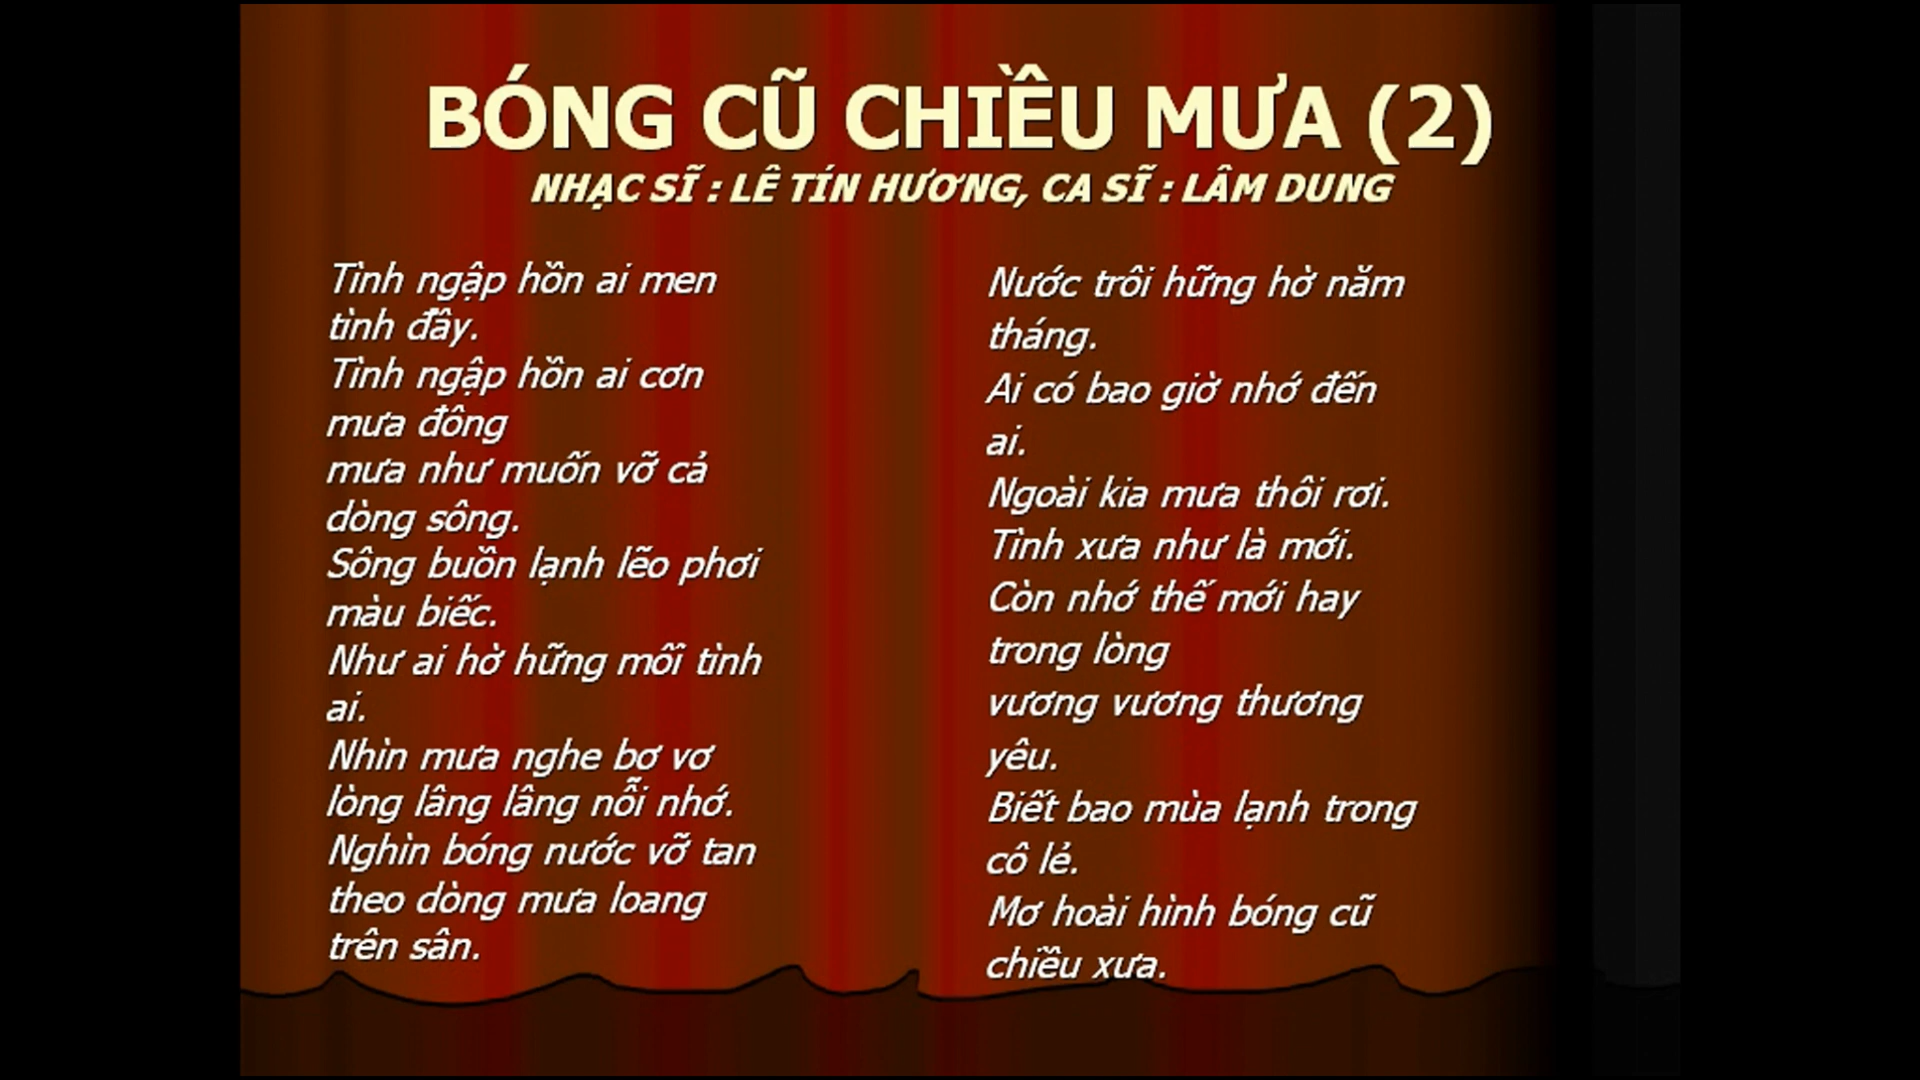 BÓNG CŨ CHIỀU MƯA (2)
NHẠC SĨ : LÊ TÍN HƯƠNG, CA SĨ : LÂM DUNG
Tình ngập hồn ai men
tình đây.
Tình ngập hồn ai cơn
mưa đông
mưa như muốn vỡ cả
dòng sông.
Sông buồn lạnh lẽo phơi
màu biếc.
Như ai hờ hững mối tình
ai.
Nhìn mưa nghe bơ vơ
lòng lâng lâng nỗi nhớ.
Nghìn bóng nước vỡ tan
theo dòng mưa loang
trên sân.
Nước trôi hững hờ năm
tháng.
Ai có bao giờ nhớ đến
ai.
Ngoài kia mưa thôi rơi.
Tình xưa như là mới.
Còn nhớ thế mới hay
trong lòng
vương vương thương
yêu.
Biết bao mùa lạnh trong
cô lẻ.
Mơ hoài hình bóng cũ
chiều xưa.